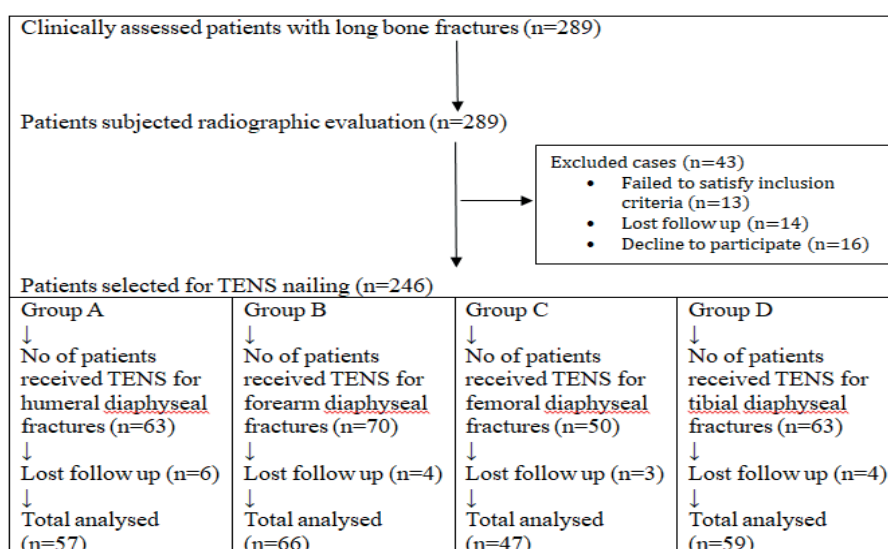 Clinically assessed patients with long bone fractures (n=289)
Patients subjected radiographic evaluation (n=289)
Excluded cases (n=43)
• Failed to satisfy inclusion
criteria (n=13)
• Lost follow up (n=14)
• Decline to participate (n=16)
Patients selected for TENS nailing (n=246)
Group A
↓
No of patients
received TENS for
humeral diaphyseal
fractures (n=63)
↓
Lost follow up (n=6)
↓
Total analysed
(n=57)
Group B
↓
No of patients
received TENS for
forearm diaphyseal
fractures (n=70)
↓
Lost follow up (n=4)
↓
Total analysed
(n=66)
Group C
↓
No of patients
received TENS for
femoral diaphyseal
fractures (n=50)
↓
Lost follow up (n=3)
↓
Total analysed
(n=47)
Group D
↓
No of patients
received TENS for
tibial diaphyseal
fractures (n=63)
↓
Lost follow up (n=4)
↓
Total analysed
(n=59)